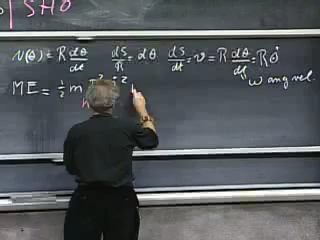 SHO
v(θ) = R dθ/dt   dS/R = dθ   dS/dt = v = R dθ/dt = Rθ̇
ω ang vel.
ME = ½ m